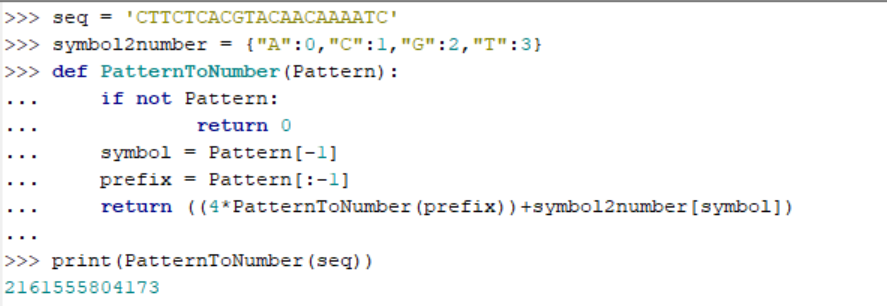 >>> seq = 'CTTCTCACGTACAACAAAATC'
>>> symbol2number = {"A":0,"C":1,"G":2,"T":3}
>>> def PatternToNumber(Pattern):
...     if not Pattern:
...             return 0
...     symbol = Pattern[-1]
...     prefix = Pattern[:-1]
...     return ((4*PatternToNumber(prefix))+symbol2number[symbol])
...
>>> print(PatternToNumber(seq))
2161555804173